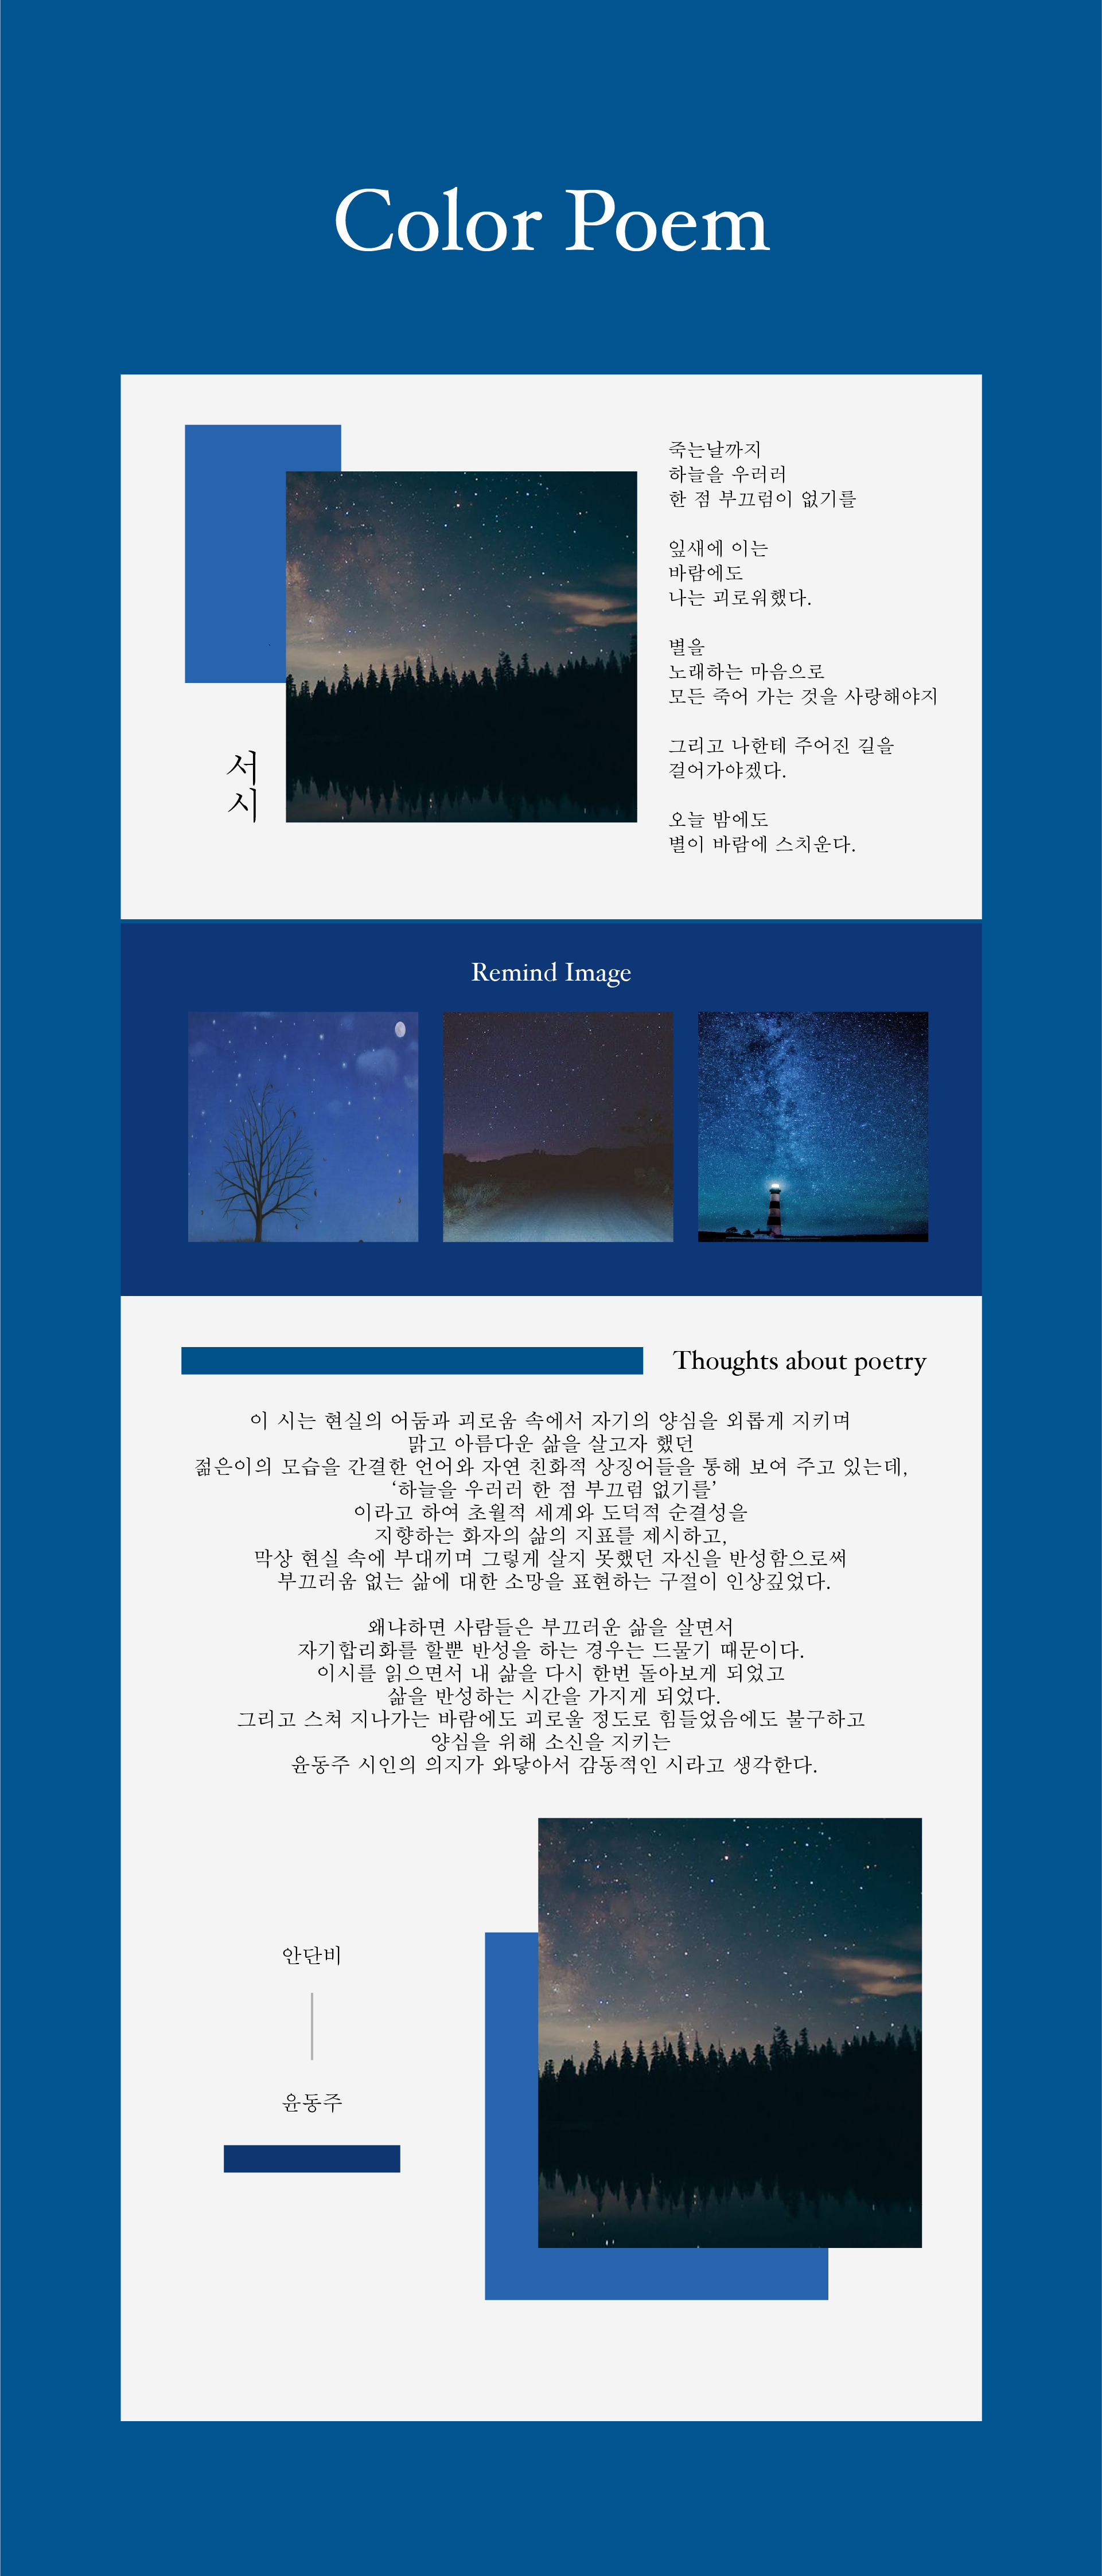 Color Poem
서시
죽는날까지
하늘을 우러러
한 점 부끄럼이 없기를
잎새에 이는
바람에도
나는 괴로워했다.
별을
노래하는 마음으로
모든 죽어 가는 것을 사랑해야지
그리고 나한테 주어진 길을
걸어가야겠다.
오늘 밤에도
별이 바람에 스치운다.
Remind Image
Thoughts about poetry
이 시는 현실의 어둠과 괴로움 속에서 자기의 양심을 외롭게 지키며
맑고 아름다운 삶을 살고자 했던
젊은이의 모습을 간결한 언어와 자연 친화적 상징어들을 통해 보여 주고 있는데,
‘하늘을 우러러 한 점 부끄럼 없기를’
이라고 하여 초월적 세계와 도덕적 순결성을
지향하는 화자의 삶의 지표를 제시하고,
막상 현실 속에 부대끼며 그렇게 살지 못했던 자신을 반성함으로써
부끄러움 없는 삶에 대한 소망을 표현하는 구절이 인상깊었다.
왜냐하면 사람들은 부끄러운 삶을 살면서
자기합리화를 할뿐 반성을 하는 경우는 드물기 때문이다.
이시를 읽으면서 내 삶을 다시 한번 돌아보게 되었고
삶을 반성하는 시간을 가지게 되었다.
그리고 스쳐 지나가는 바람에도 괴로울 정도로 힘들었음에도 불구하고
양심을 위해 소신을 지키는
윤동주 시인의 의지가 와닿아서 감동적인 시라고 생각한다.
안단비
윤동주